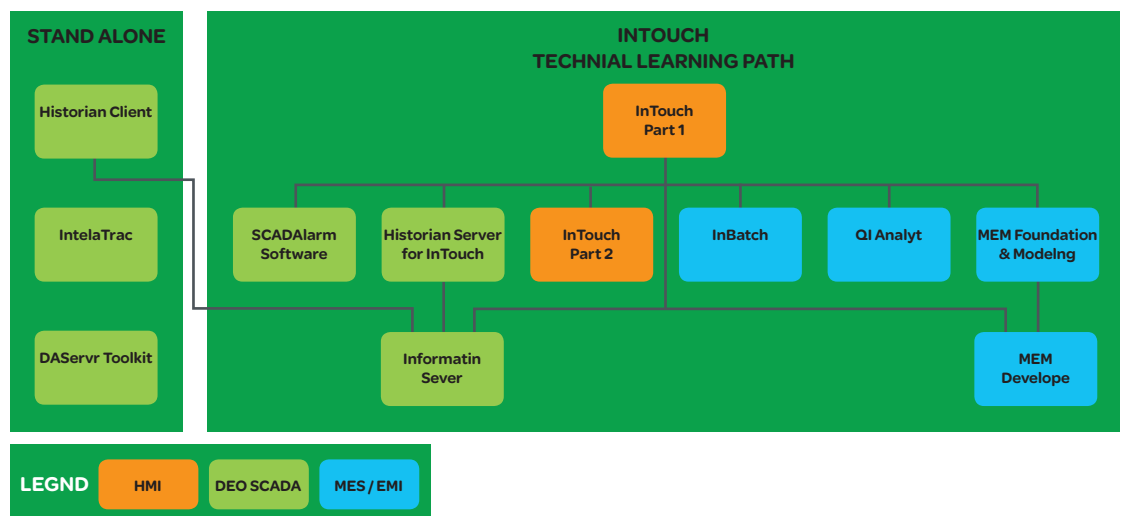 STAND ALONE
Historian Client
IntelaTrac
DAServr Toolkit
INTOUCH
TECHNIAL LEARNING PATH
InTouch
Part 1
SCADAlarm
Software
Historian Server
for InTouch
InTouch
Part 2
InBatch
QI Analyt
MEM Foundation
& Modelng
Informatin
Sever
MEM
Develope
LEGND
HMI
DEO SCADA
MES / EMI